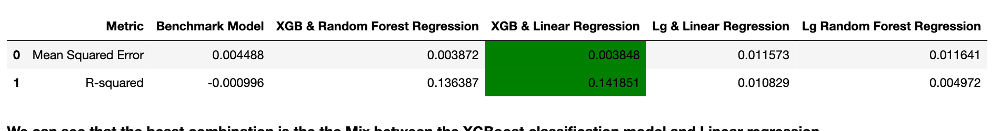 Metric Benchmark Model XGB & Random Forest Regression XGB & Linear Regression Lg & Linear Regression Lg Random Forest Regression
0 Mean Squared Error 0.004488 0.003872 0.003848 0.011573 0.011641
1 R-squared -0.000996 0.136387 0.141851 0.010829 0.004972
We can see that the beast combination is the the Mix between the XGBoost classification model and Linear regression